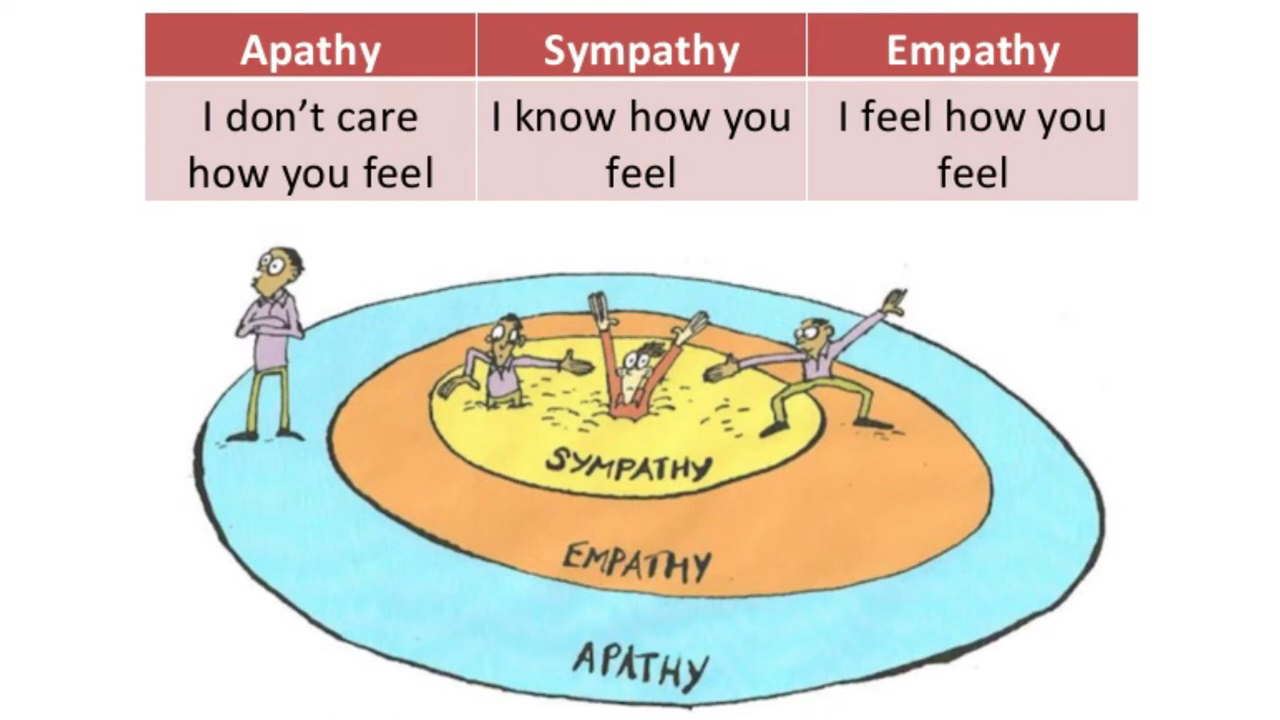 Apathy Sympathy Empathy
I don’t care I know how you I feel how you
how you feel feel feel
SYMPATHY
EMPATHY
APATHY